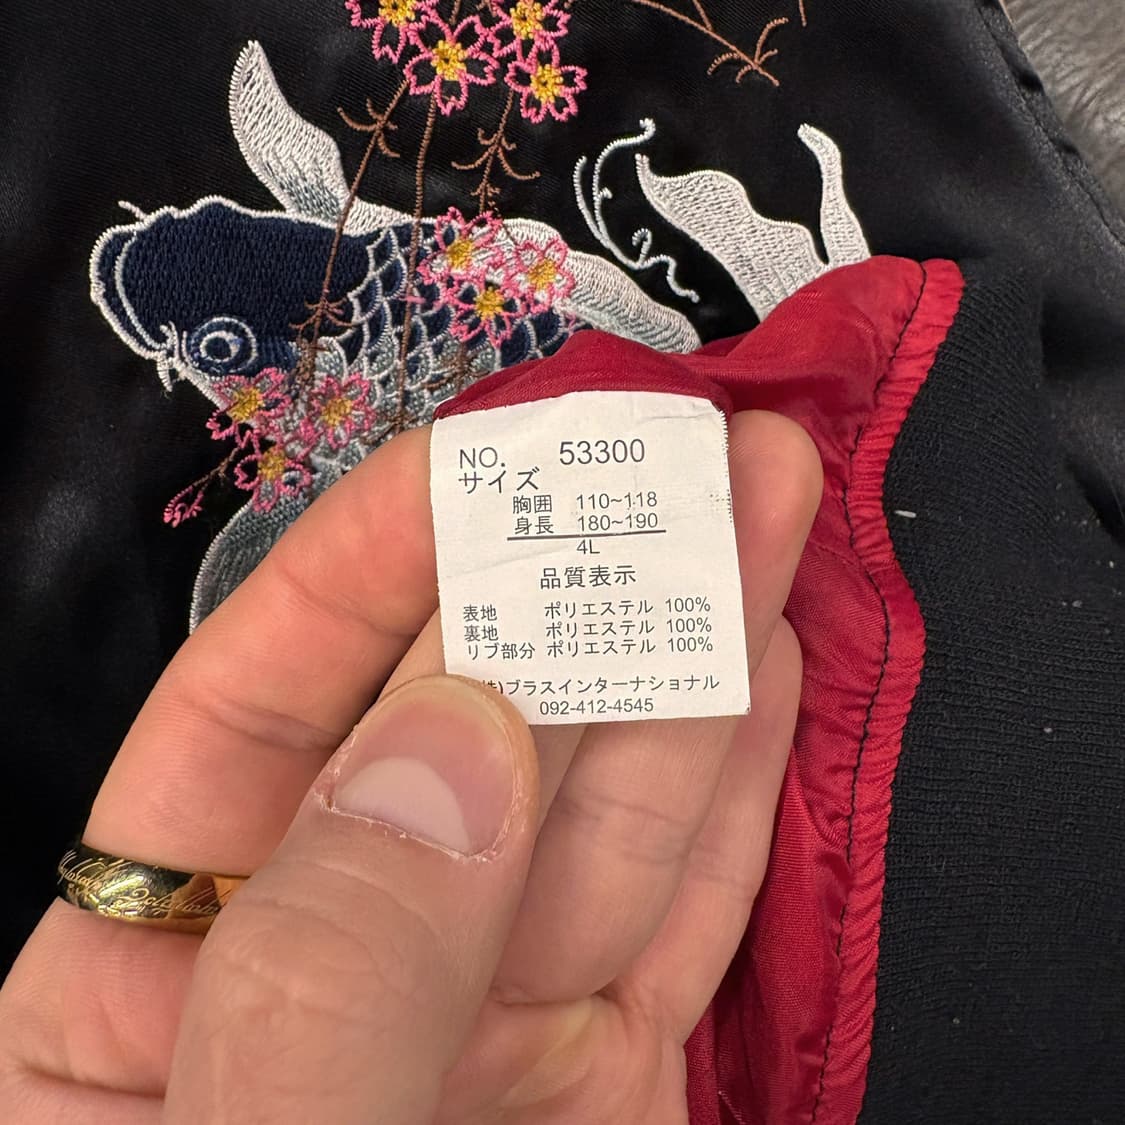 NO. 53300
サイズ
胸囲 110~118
身長 180~190
4L
品質表示
表地 ポリエステル 100%
裏地 ポリエステル 100%
リブ部分 ポリエステル 100%
株)ブラスインターナショナル
092-412-4545